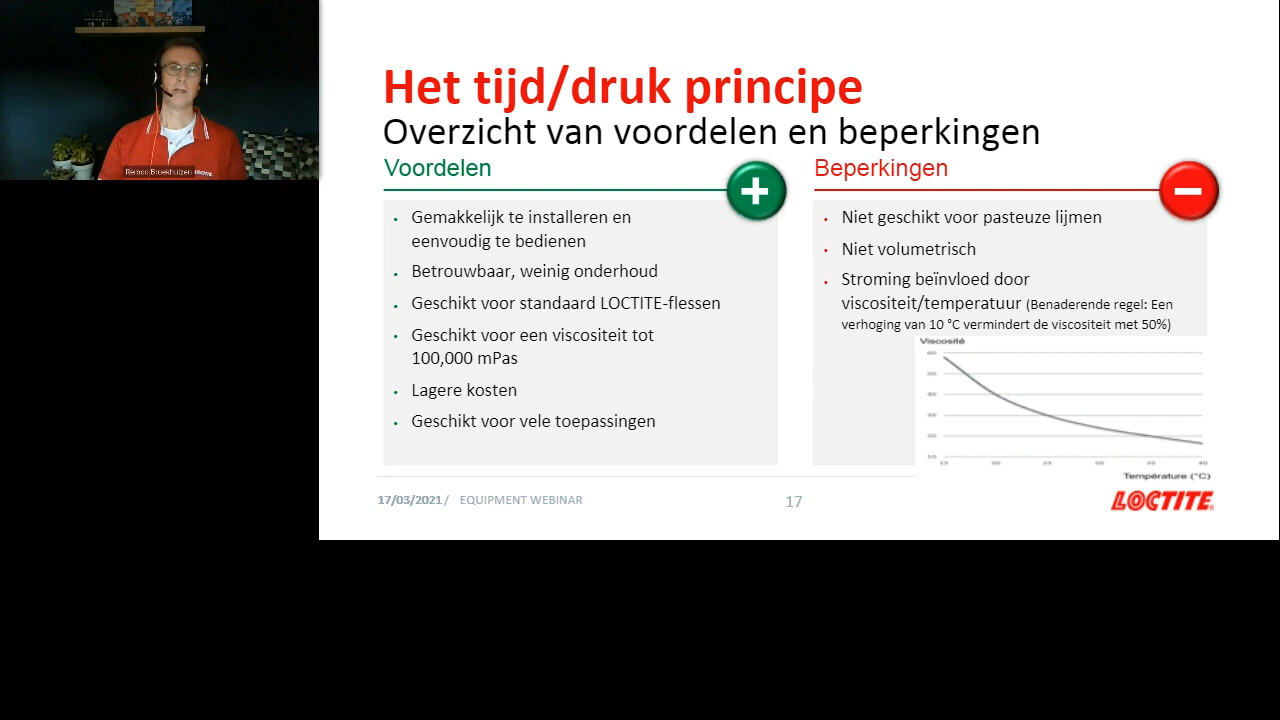 Remco Broekhuizen
Het tijd/druk principe
Overzicht van voordelen en beperkingen
Voordelen
Gemakkelijk te installeren en
eenvoudig te bedienen
Betrouwbaar, weinig onderhoud
Geschikt voor standaard LOCTITE-flessen
Geschikt voor een viscositeit tot
100,000 mPas
Lagere kosten
Geschikt voor vele toepassingen
Beperkingen
Niet geschikt voor pasteuze lijmen
Niet volumetrisch
Stroming beïnvloed door
viscositeit/temperatuur (Benaderende regel: Een
verhoging van 10 °C vermindert de viscositeit met 50%)
Viscosité
60
50
40
30
20
10
15 20 25 30 35 40
Température (°C)
17/03/2021 / EQUIPMENT WEBINAR
17
LOCTITE